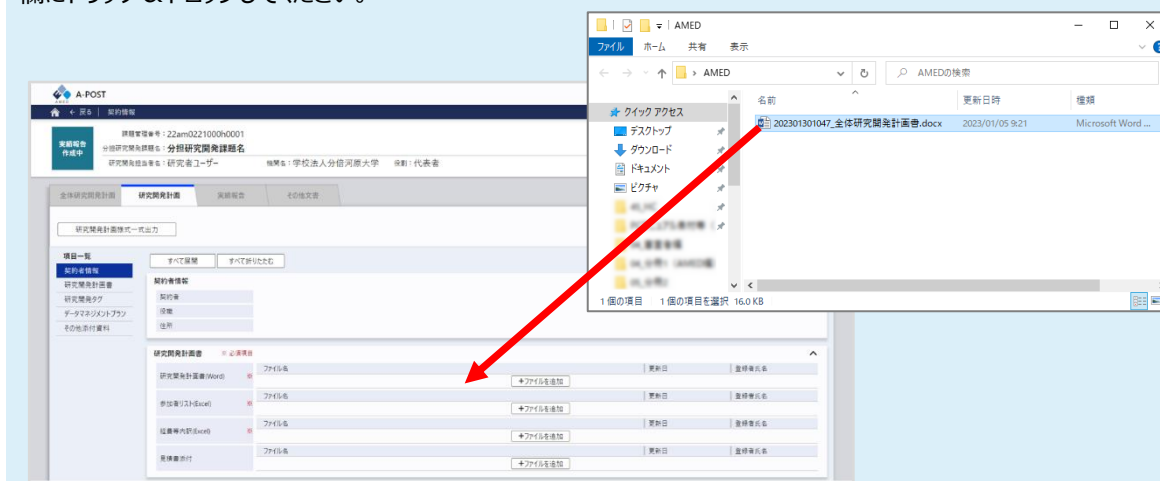 欄にドラッグ&ドロップしてください。
AMED
ファイル ホーム 共有 表示
AMED
AMEDの検索
名前 更新日時 種類
クイック アクセス
デスクトップ
ダウンロード
ドキュメント
ピクチャ
202301301047_全体研究開発計画書.docx 2023/01/05 9:21 Microsoft Word ...
1 個の項目 1 個の項目を選択 16.0 KB
A-POST
AMED
← 戻る 契約情報
実績報告
作成中
課題管理番号:22am0221000h0001
分担研究開発課題名:分担研究開発課題名
研究開発担当者名:研究者ユーザー 機関名:学校法人分倍河原大学 役割:代表者
全体研究開発計画 研究開発計画 実績報告 その他文書
研究開発計画様式一式出力
項目一覧
契約者情報
研究開発計画書
研究開発タグ
データマネジメントプラン
その他添付資料
すべて展開 すべて折りたたむ
契約者情報
契約者
役職
住所
研究開発計画書 ※ 必須項目
研究開発計画書(Word) ※ ファイル名 更新日 登録者氏名
+ファイルを追加
参加者リスト(Excel) ※ ファイル名 更新日 登録者氏名
+ファイルを追加
経費等内訳(Excel) ※ ファイル名 更新日 登録者氏名
+ファイルを追加
見積書添付 ファイル名 更新日 登録者氏名
+ファイルを追加